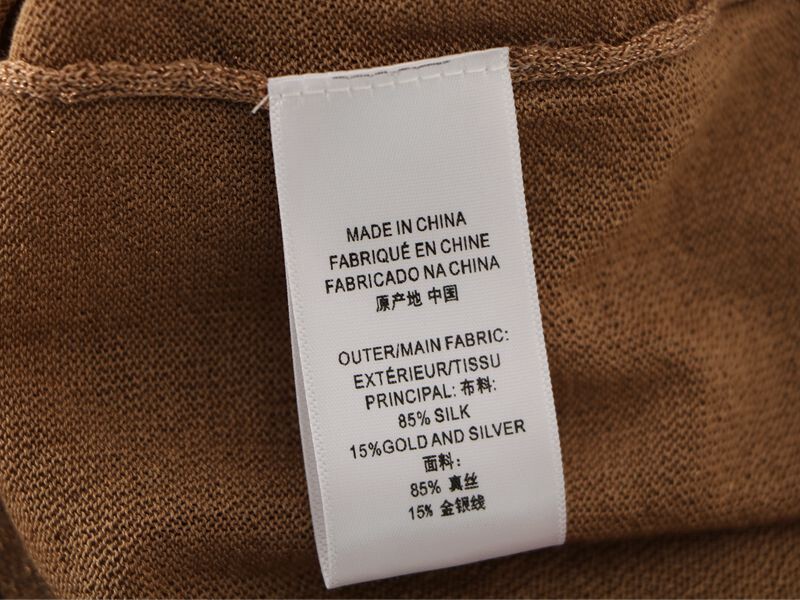 MADE IN CHINA
FABRIQUÉ EN CHINE
FABRICADO NA CHINA
原产地 中国
OUTER/MAIN FABRIC:
EXTÉRIEUR/TISSU
PRINCIPAL: 布料:
85% SILK
15%GOLD AND SILVER
面料:
85% 真丝
15% 金银线